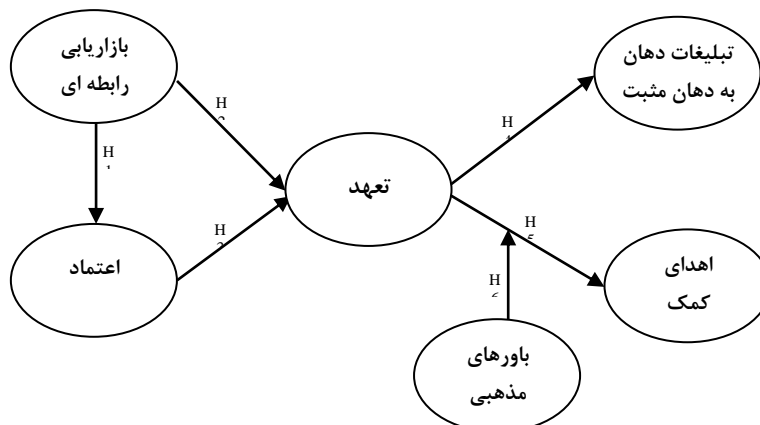 بازاریابی
رابطه ای
تبلیغات دهان
به دهان مثبت
H
H
H
تعهد
H
اعتماد
H
H
اهدای
کمک
باورهای
مذهبی